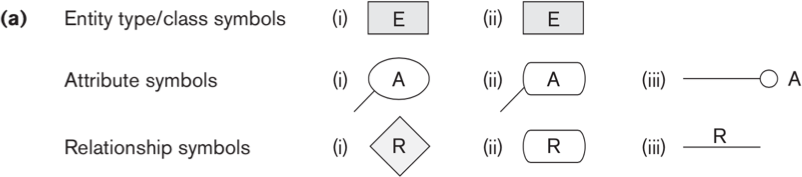 (a) Entity type/class symbols (i) E (ii) E
Attribute symbols (i) A (ii) A (iii) A
Relationship symbols (i) R (ii) R (iii) R